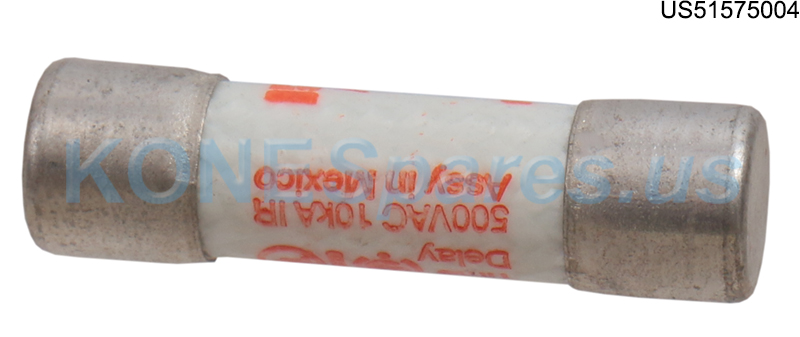 US51575004
KONESpares.us
Delay
500VAC 10kA IR
Assy in Mexico